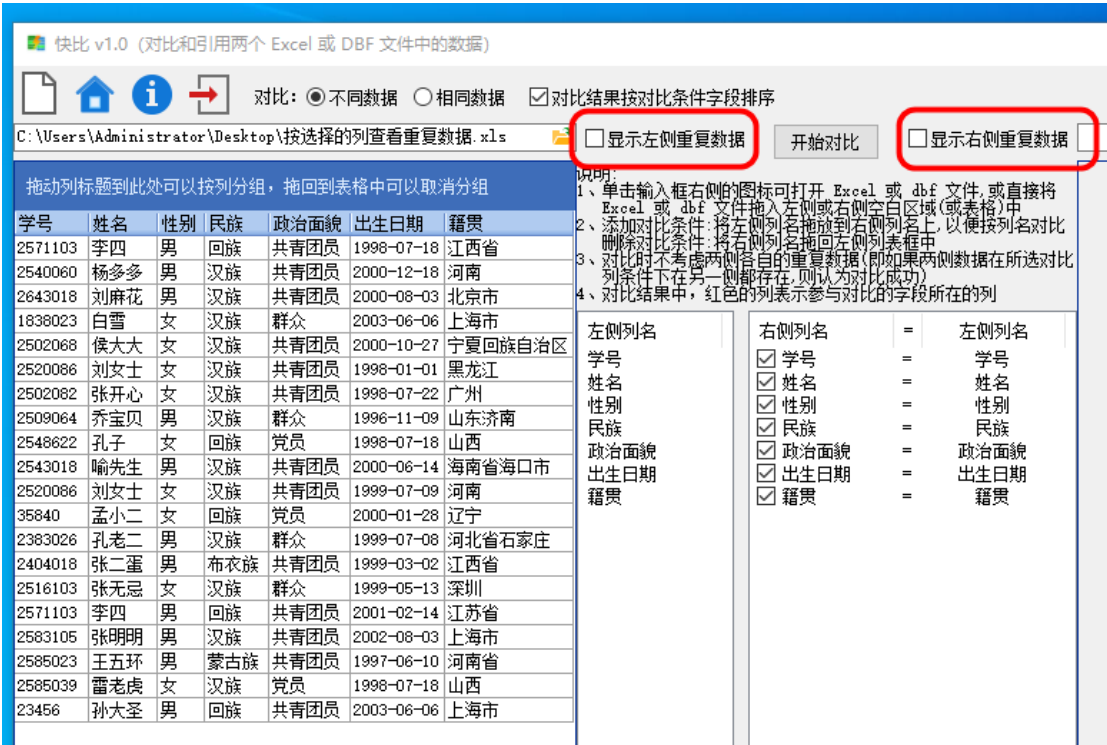 快比 v1.0（对比和引用两个 Excel 或 DBF 文件中的数据）
对比： 不同数据 相同数据 对比结果按对比条件字段排序
C:\Users\Administrator\Desktop\按选择的列查看重复数据.xls 显示左侧重复数据 开始对比 显示右侧重复数据
拖动列标题到此处可以按列分组，拖回到表格中可以取消分组
学号 姓名 性别 民族 政治面貌 出生日期 籍贯
2571103 李四 男 回族 共青团员 1998-07-18 江西省
2540060 杨多多 男 汉族 共青团员 2000-12-18 河南
2643018 刘麻花 男 汉族 共青团员 2000-08-03 北京市
1838023 白雪 女 汉族 群众 2003-06-06 上海市
2502068 侯大大 女 汉族 共青团员 2000-10-27 宁夏回族自治区
2520086 刘女士 女 汉族 共青团员 1998-01-01 黑龙江
2502082 张开心 女 汉族 共青团员 1998-07-22 广州
2509064 乔宝贝 男 汉族 群众 1996-11-09 山东济南
2548622 孔子 女 回族 党员 1998-07-18 山西
2543018 喻先生 男 汉族 共青团员 2000-06-14 海南省海口市
2520086 刘女士 女 汉族 共青团员 1999-07-09 河南
35840 孟小二 女 回族 党员 2000-01-28 辽宁
2383026 孔老二 男 汉族 群众 1999-07-08 河北省石家庄
2404018 张二蛋 男 布衣族 共青团员 1999-03-02 江西省
2516103 张无忌 女 汉族 群众 1999-05-13 深圳
2571103 李四 男 回族 共青团员 2001-02-14 江苏省
2583105 张明明 男 汉族 共青团员 2002-08-03 上海市
2585023 王五环 男 蒙古族 共青团员 1997-06-10 河南省
2585039 雷老虎 女 汉族 党员 1998-07-18 山西
23456 孙大圣 男 回族 共青团员 2003-06-06 上海市
说明:
1、单击输入框右侧的图标可打开 Excel 或 dbf 文件,或直接将
Excel 或 dbf 文件拖入左侧或右侧空白区域(或表格)中
2、添加对比条件:将左侧列名拖放到右侧列名上,以便按列名对比
删除对比条件:将右侧列名拖回左侧列表框中
3、对比时不考虑两侧各自的重复数据(即如果两侧数据在所选对比
列条件下在另一侧都存在,则认为对比成功)
4、对比结果中，红色的列表示参与对比的字段所在的列
左侧列名
学号
姓名
性别
民族
政治面貌
出生日期
籍贯
右侧列名 = 左侧列名
学号 = 学号
姓名 = 姓名
性别 = 性别
民族 = 民族
政治面貌 = 政治面貌
出生日期 = 出生日期
籍贯 = 籍贯